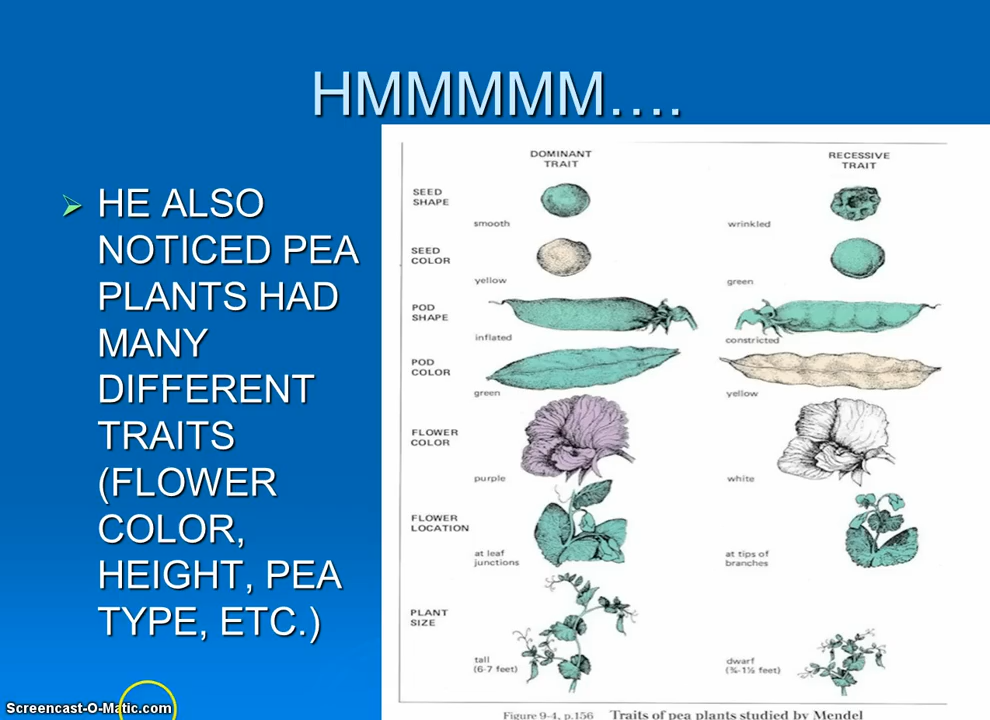 HMMMMM....
➢ HE ALSO
NOTICED PEA
PLANTS HAD
MANY
DIFFERENT
TRAITS
(FLOWER
COLOR,
HEIGHT, PEA
TYPE, ETC.)
DOMINANT
TRAIT
RECESSIVE
TRAIT
SEED
SHAPE
smooth
wrinkled
SEED
COLOR
yellow
green
POD
SHAPE
inflated
constricted
POD
COLOR
green
yellow
FLOWER
COLOR
purple
white
FLOWER
LOCATION
at leaf
junctions
at tips of
branches
PLANT
SIZE
tall
(6-7 feet)
dwarf
(¾-1½ feet)
Figure 9-4, p.156 Traits of pea plants studied by Mendel
Screencast-O-Matic.com